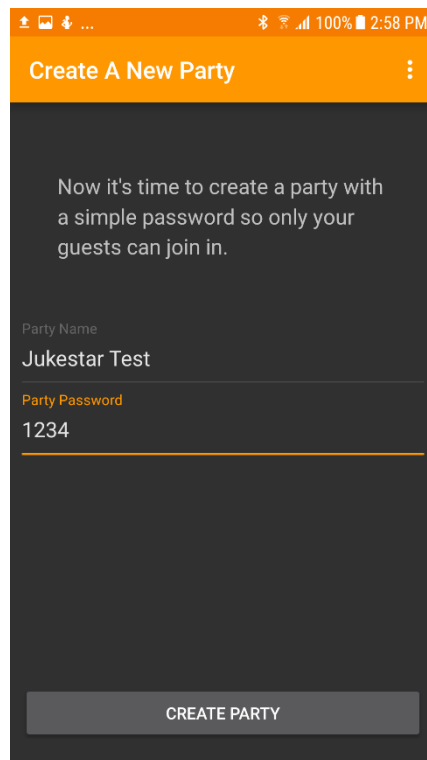 ... 100% 2:58 PM
Create A New Party
Now it's time to create a party with
a simple password so only your
guests can join in.
Party Name
Jukestar Test
Party Password
1234
CREATE PARTY